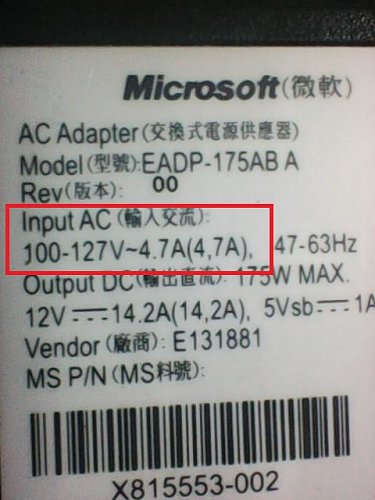 Microsoft(微軟)
AC Adapter(交換式電源供應器)
Model(型號):EADP-175AB A
Rev(版本): 00
Input AC(輸入交流):
100-127V~4.7A(4,7A), 47-63Hz
Output DC(輸出直流): 175W MAX.
12V⎓14.2A(14,2A), 5Vsb⎓1A
Vendor(廠商): E131881
MS P/N(MS料號):
X815553-002